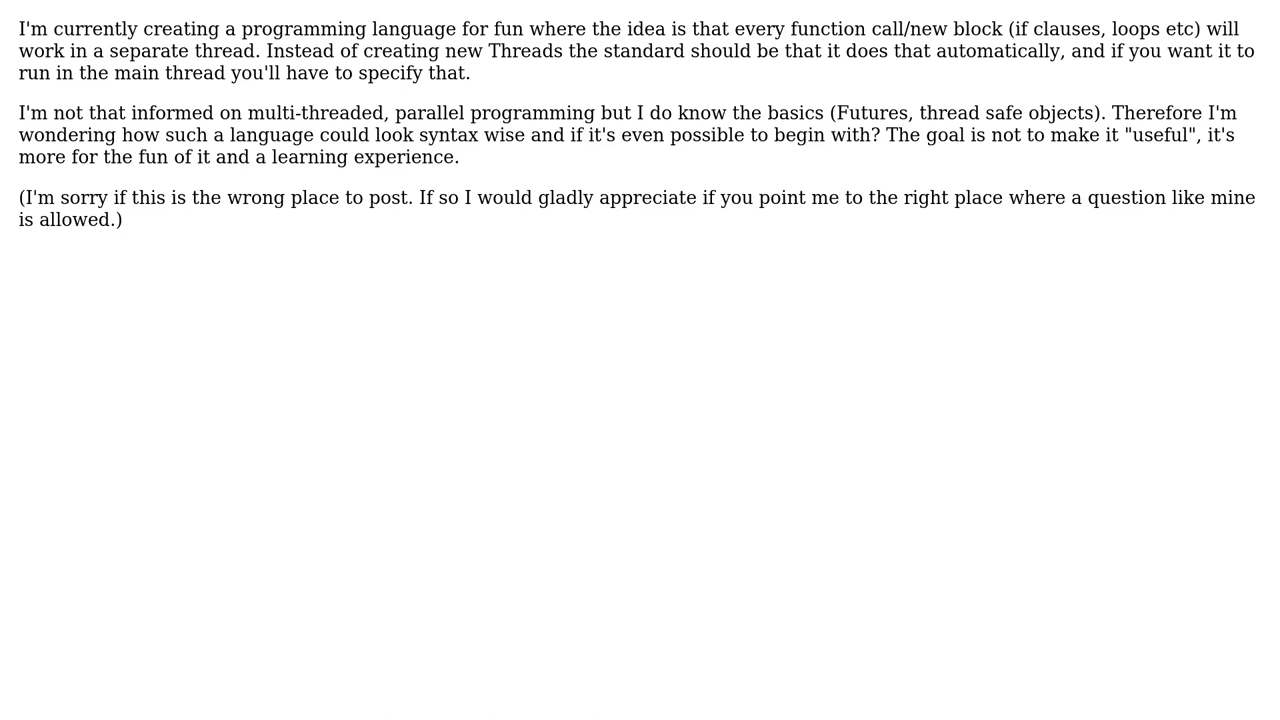 I'm currently creating a programming language for fun where the idea is that every function call/new block (if clauses, loops etc) will
work in a separate thread. Instead of creating new Threads the standard should be that it does that automatically, and if you want it to
run in the main thread you'll have to specify that.
I'm not that informed on multi-threaded, parallel programming but I do know the basics (Futures, thread safe objects). Therefore I'm
wondering how such a language could look syntax wise and if it's even possible to begin with? The goal is not to make it "useful", it's
more for the fun of it and a learning experience.
(I'm sorry if this is the wrong place to post. If so I would gladly appreciate if you point me to the right place where a question like mine
is allowed.)